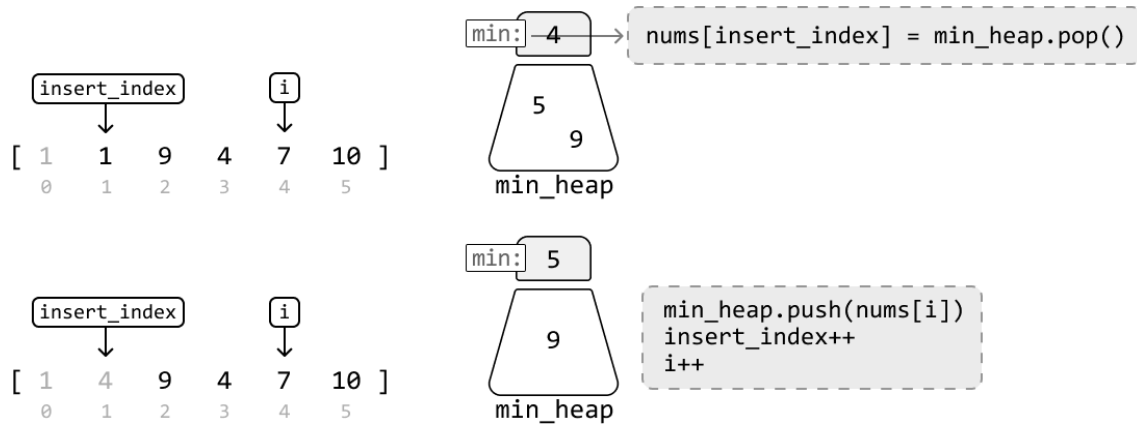 min: 4
nums[insert_index] = min_heap.pop()
insert_index
i
5
9
[ 1 1 9 4 7 10 ]
0 1 2 3 4 5
min_heap
min: 5
insert_index
i
min_heap.push(nums[i])
insert_index++
i++
9
[ 1 4 9 4 7 10 ]
0 1 2 3 4 5
min_heap